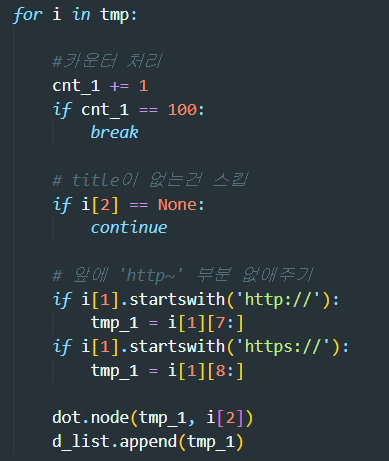 for i in tmp:
#카운터 처리
cnt_1 += 1
if cnt_1 == 100:
break
# title이 없는건 스킵
if i[2] == None:
continue
# 앞에 'http~' 부분 없애주기
if i[1].startswith('http://'):
tmp_1 = i[1][7:]
if i[1].startswith('https://'):
tmp_1 = i[1][8:]
dot.node(tmp_1, i[2])
d_list.append(tmp_1)